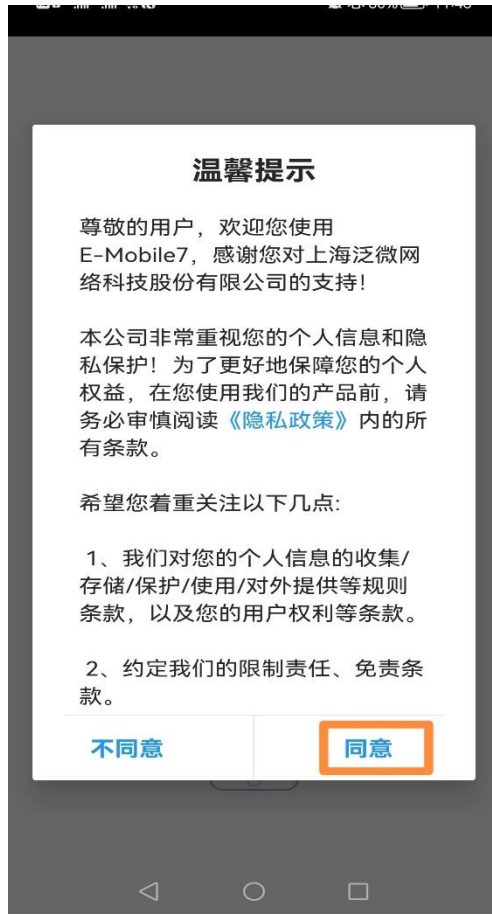 温馨提示
尊敬的用户，欢迎您使用
E-Mobile7，感谢您对上海泛微网
络科技股份有限公司的支持！
本公司非常重视您的个人信息和隐
私保护！为了更好地保障您的个人
权益，在您使用我们的产品前，请
务必审慎阅读《隐私政策》内的所
有条款。
希望您着重关注以下几点:
1、我们对您的个人信息的收集/
存储/保护/使用/对外提供等规则
条款，以及您的用户权利等条款。
2、约定我们的限制责任、免责条
款。
不同意
同意